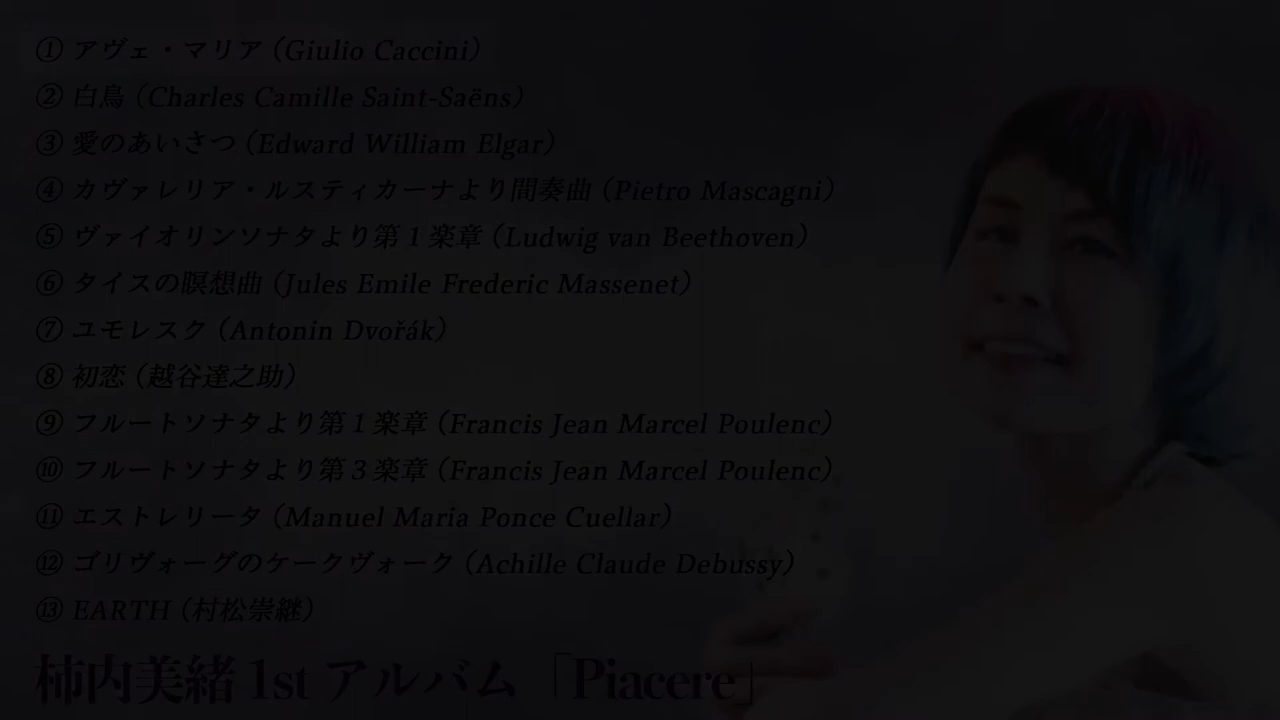 ① アヴェ・マリア（Giulio Caccini）
② 白鳥（Charles Camille Saint-Saëns）
③ 愛のあいさつ（Edward William Elgar）
④ カヴァレリア・ルスティカーナより間奏曲（Pietro Mascagni）
⑤ ヴァイオリンソナタより第1楽章（Ludwig van Beethoven）
⑥ タイスの瞑想曲（Jules Emile Frederic Massenet）
⑦ ユモレスク（Antonin Dvořák）
⑧ 初恋（越谷達之助）
⑨ フルートソナタより第1楽章（Francis Jean Marcel Poulenc）
⑩ フルートソナタより第3楽章（Francis Jean Marcel Poulenc）
⑪ エストレリータ（Manuel Maria Ponce Cuellar）
⑫ ゴリヴォーグのケークヴォーク（Achille Claude Debussy）
⑬ EARTH（村松崇継）
柿内美緒 1st アルバム「Piacere」